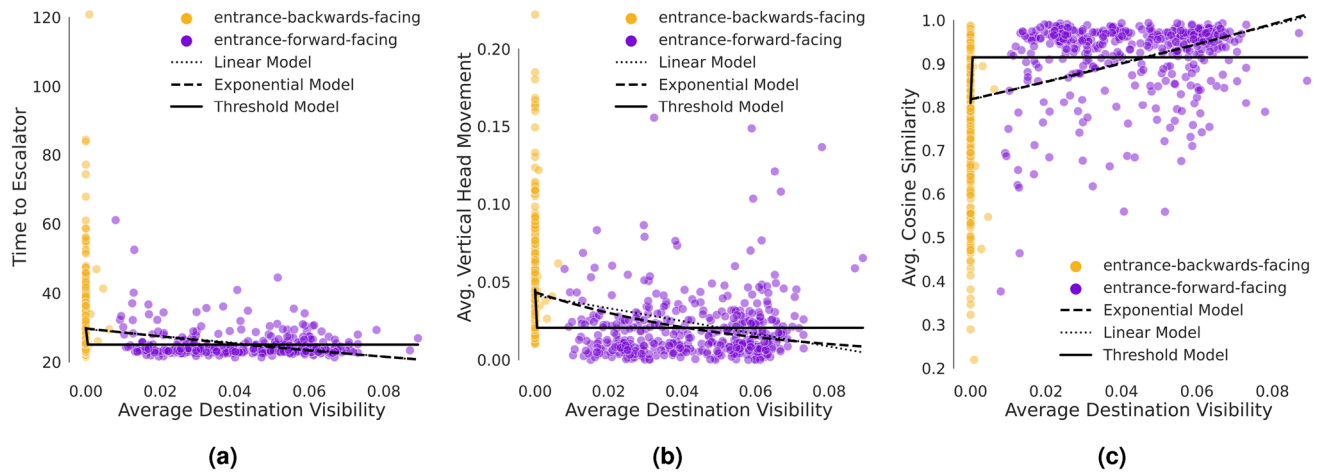 entrance-backwards-facing
entrance-forward-facing
Linear Model
Exponential Model
Threshold Model
Time to Escalator
120
100
80
60
40
20
0.00 0.02 0.04 0.06 0.08
Average Destination Visibility
(a)
entrance-backwards-facing
entrance-forward-facing
Linear Model
Exponential Model
Threshold Model
Avg. Vertical Head Movement
0.20
0.15
0.10
0.05
0.00
0.00 0.02 0.04 0.06 0.08
Average Destination Visibility
(b)
Avg. Cosine Similarity
1.0
0.9
0.8
0.7
0.6
0.5
0.4
0.3
0.2
entrance-backwards-facing
entrance-forward-facing
Exponential Model
Linear Model
Threshold Model
0.00 0.02 0.04 0.06 0.08
Average Destination Visibility
(c)